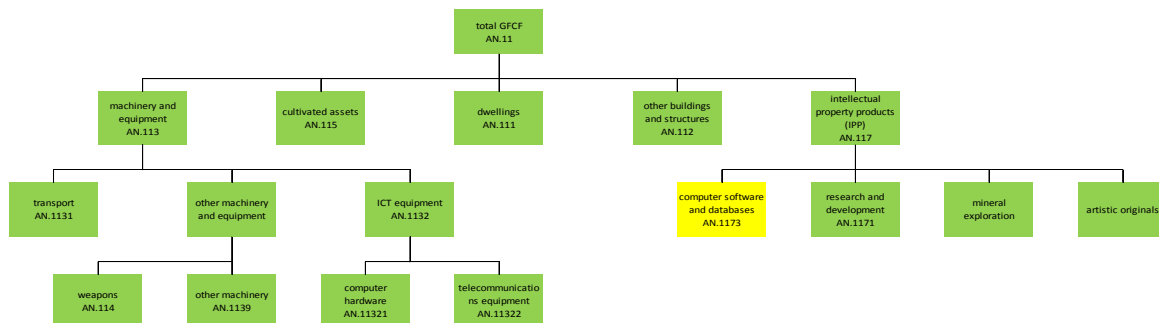 total GFCF
AN.11
machinery and
equipment
AN.113
cultivated assets
AN.115
dwellings
AN.111
other buildings
and structures
AN.112
intellectual
property products
(IPP)
AN.117
transport
AN.1131
other machinery
and equipment
ICT equipment
AN.1132
computer software
and databases
AN.1173
research and
development
AN.1171
mineral
exploration
artistic originals
weapons
AN.114
other machinery
AN.1139
computer
hardware
AN.11321
telecommunicatio
ns equipment
AN.11322